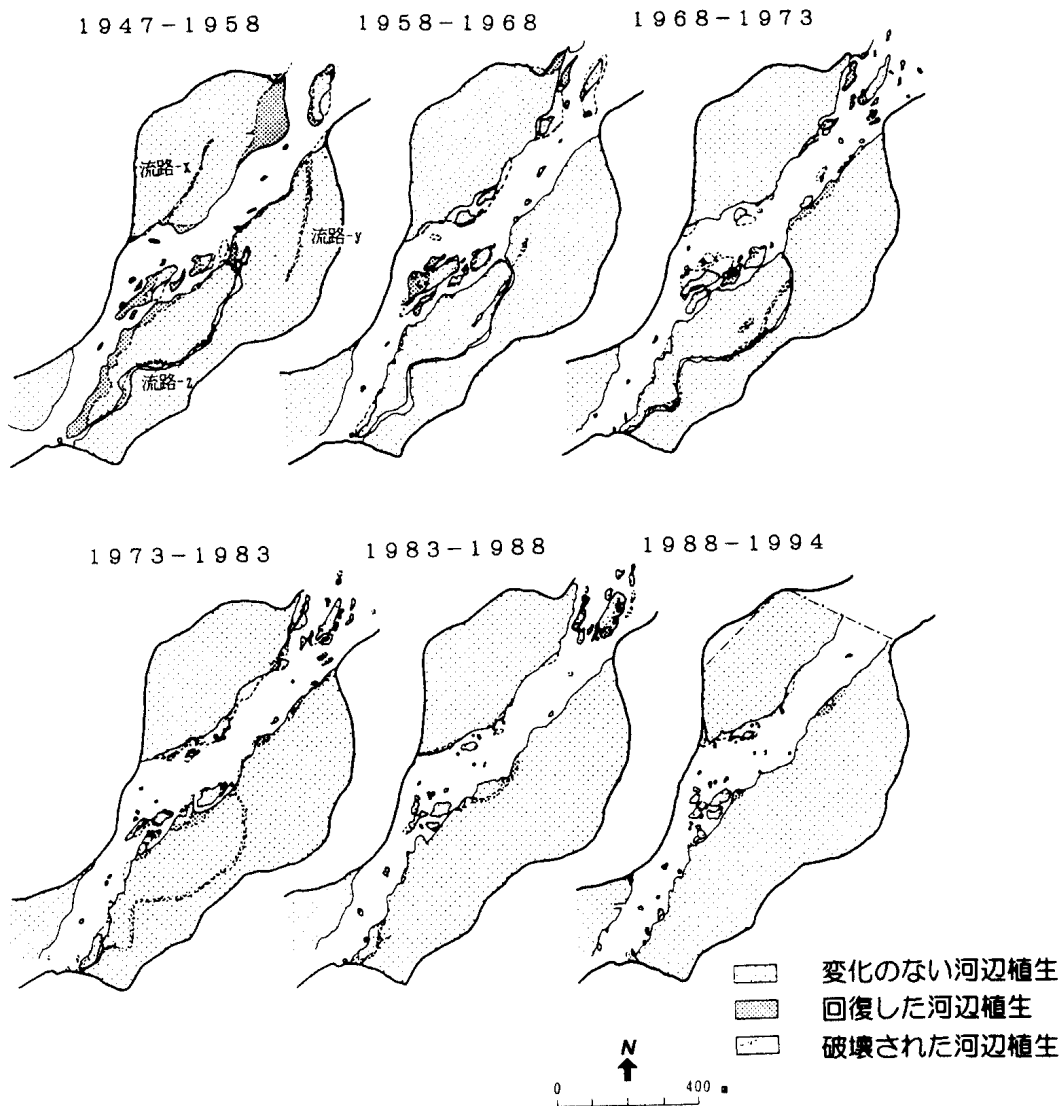 1947-1958
1958-1968
1968-1973
流路-x
流路-y
流路-z
1973-1983
1983-1988
1988-1994
変化のない河辺植生
回復した河辺植生
破壊された河辺植生
N
0 400 m